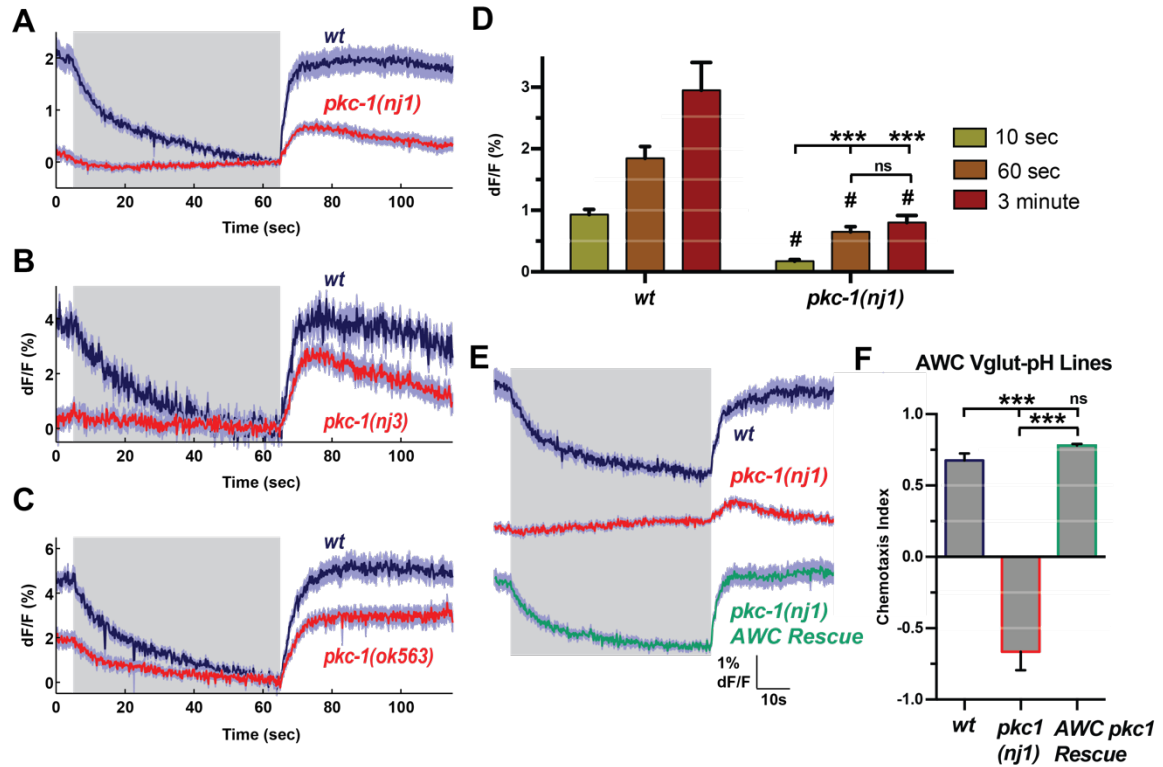 A
wt
pkc-1(nj1)
2
1
0
0 20 40 60 80 100
Time (sec)
B
wt
pkc-1(nj3)
dF/F (%)
4
2
0
0 20 40 60 80 100
Time (sec)
C
wt
pkc-1(ok563)
dF/F (%)
6
4
2
0
0 20 40 60 80 100
Time (sec)
D
dF/F (%)
3
2
1
0
wt
pkc-1(nj1)
*** ***
ns
# # #
10 sec
60 sec
3 minute
E
wt
pkc-1(nj1)
pkc-1(nj1)
AWC Rescue
1%
dF/F
10s
F
AWC Vglut-pH Lines
*** ns
***
Chemotaxis Index
1.0
0.5
0.0
-0.5
-1.0
wt
pkc1
(nj1)
AWC pkc1
Rescue